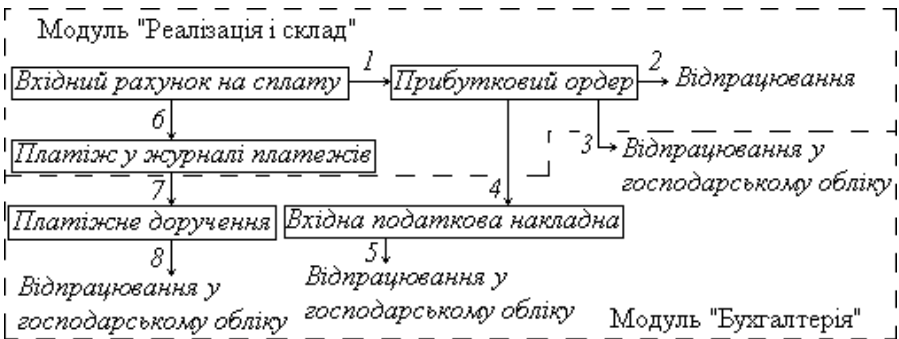 Модуль "Реалізація і склад"
1
2
Вхідний рахунок на сплату
Прибутковий ордер
Відпрацювання
6
3
Платіж у журналі платежів
Відпрацювання у
господарському обліку
7
4
Платіжне доручення
Вхідна податкова накладна
8
5
Відпрацювання у
господарському обліку
Відпрацювання у
господарському обліку
Модуль "Бухгалтерія"